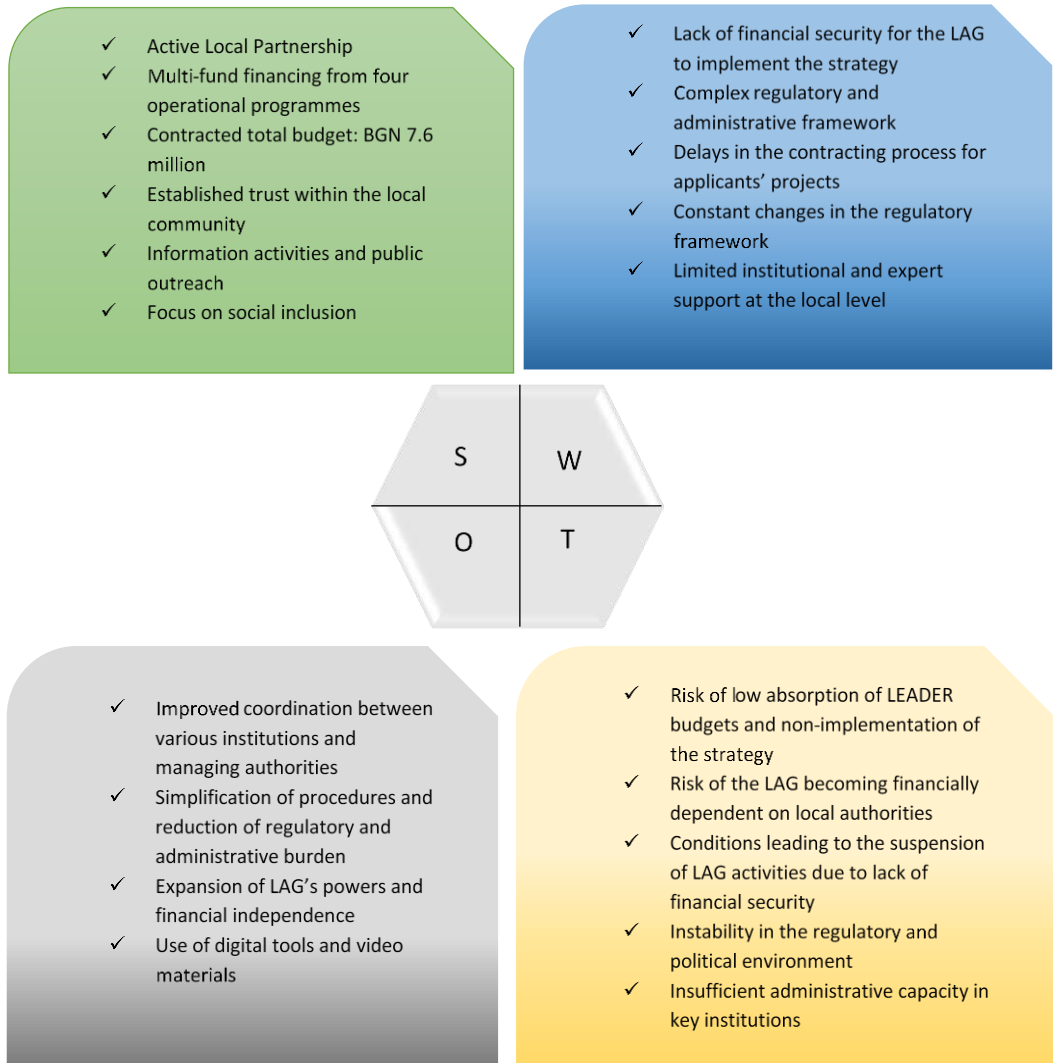 ✓ Active Local Partnership
✓ Multi-fund financing from four
operational programmes
✓ Contracted total budget: BGN 7.6
million
✓ Established trust within the local
community
✓ Information activities and public
outreach
✓ Focus on social inclusion
✓ Lack of financial security for the LAG
to implement the strategy
✓ Complex regulatory and
administrative framework
✓ Delays in the contracting process for
applicants’ projects
✓ Constant changes in the regulatory
framework
✓ Limited institutional and expert
support at the local level
S
W
O
T
✓ Improved coordination between
various institutions and
managing authorities
✓ Simplification of procedures and
reduction of regulatory and
administrative burden
✓ Expansion of LAG’s powers and
financial independence
✓ Use of digital tools and video
materials
✓ Risk of low absorption of LEADER
budgets and non-implementation of
the strategy
✓ Risk of the LAG becoming financially
dependent on local authorities
✓ Conditions leading to the suspension
of LAG activities due to lack of
financial security
✓ Instability in the regulatory and
political environment
✓ Insufficient administrative capacity in
key institutions